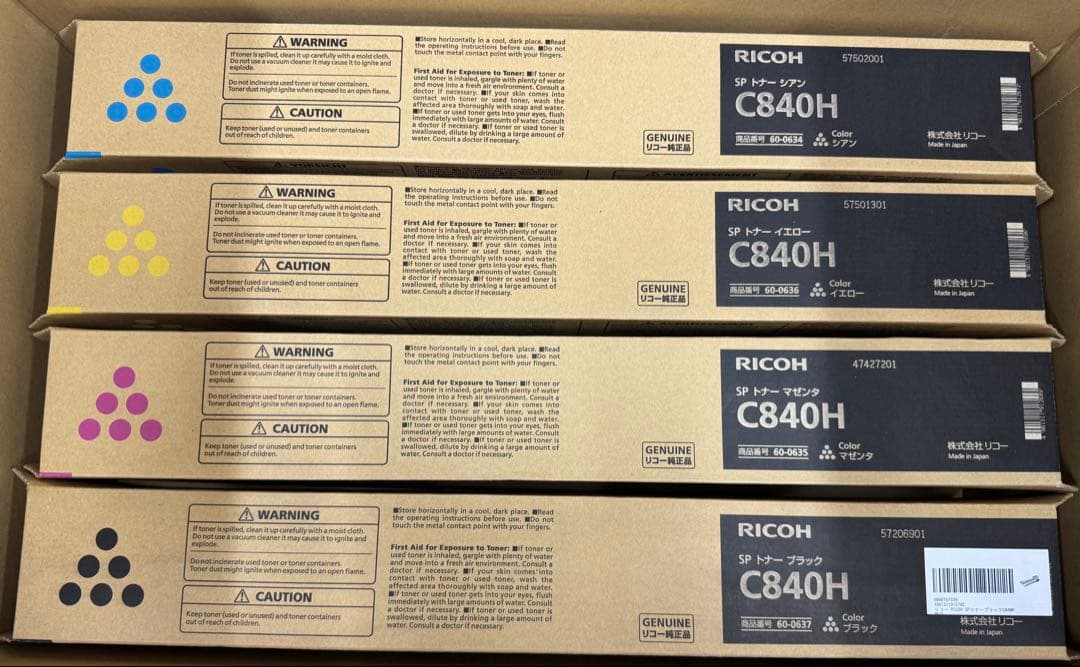 WARNING
If toner is spilled, clean it up carefully with a moist cloth.
Do not use a vacuum cleaner it may cause it to ignite and
explode.
Do not incinerate used toner or toner containers.
Toner dust might ignite when exposed to an open flame.
CAUTION
Keep toner (used or unused) and toner containers
out of reach of children.
■Store horizontally in a cool, dark place. ■Read
the operating instructions before use. ■Do not
touch the metal contact point with your fingers.
First Aid for Exposure to Toner: ■If toner or
used toner is inhaled, gargle with plenty of water
and move into a fresh air environment. Consult a
doctor if necessary. ■If your skin comes into
contact with toner or used toner, wash the
affected area thoroughly with soap and water.
■If toner or used toner gets into your eyes, flush
immediately with large amounts of water. Consult
a doctor if necessary. ■If toner or used toner is
swallowed, dilute by drinking a large amount of
water. Consult a doctor if necessary.
GENUINE
リコー純正品
RICOH 57502001
SP トナー シアン
C840H
商品番号 60-0634
Color
シアン
株式会社リコー
Made in Japan
WARNING
If toner is spilled, clean it up carefully with a moist cloth.
Do not use a vacuum cleaner it may cause it to ignite and
explode.
Do not incinerate used toner or toner containers.
Toner dust might ignite when exposed to an open flame.
CAUTION
Keep toner (used or unused) and toner containers
out of reach of children.
■Store horizontally in a cool, dark place. ■Read
the operating instructions before use. ■Do not
touch the metal contact point with your fingers.
First Aid for Exposure to Toner: ■If toner or
used toner is inhaled, gargle with plenty of water
and move into a fresh air environment. Consult a
doctor if necessary. ■If your skin comes into
contact with toner or used toner, wash the
affected area thoroughly with soap and water.
■If toner or used toner gets into your eyes, flush
immediately with large amounts of water. Consult
a doctor if necessary. ■If toner or used toner is
swallowed, dilute by drinking a large amount of
water. Consult a doctor if necessary.
GENUINE
リコー純正品
RICOH 57501301
SP トナー イエロー
C840H
商品番号 60-0636
Color
イエロー
株式会社リコー
Made in Japan
WARNING
If toner is spilled, clean it up carefully with a moist cloth.
Do not use a vacuum cleaner it may cause it to ignite and
explode.
Do not incinerate used toner or toner containers.
Toner dust might ignite when exposed to an open flame.
CAUTION
Keep toner (used or unused) and toner containers
out of reach of children.
■Store horizontally in a cool, dark place. ■Read
the operating instructions before use. ■Do not
touch the metal contact point with your fingers.
First Aid for Exposure to Toner: ■If toner or
used toner is inhaled, gargle with plenty of water
and move into a fresh air environment. Consult a
doctor if necessary. ■If your skin comes into
contact with toner or used toner, wash the
affected area thoroughly with soap and water.
■If toner or used toner gets into your eyes, flush
immediately with large amounts of water. Consult
a doctor if necessary. ■If toner or used toner is
swallowed, dilute by drinking a large amount of
water. Consult a doctor if necessary.
GENUINE
リコー純正品
RICOH 47427201
SP トナー マゼンタ
C840H
商品番号 60-0635
Color
マゼンタ
株式会社リコー
Made in Japan
WARNING
If toner is spilled, clean it up carefully with a moist cloth.
Do not use a vacuum cleaner it may cause it to ignite and
explode.
Do not incinerate used toner or toner containers.
Toner dust might ignite when exposed to an open flame.
CAUTION
Keep toner (used or unused) and toner containers
out of reach of children.
■Store horizontally in a cool, dark place. ■Read
the operating instructions before use. ■Do not
touch the metal contact point with your fingers.
First Aid for Exposure to Toner: ■If toner or
used toner is inhaled, gargle with plenty of water
and move into a fresh air environment. Consult a
doctor if necessary. ■If your skin comes into
contact with toner or used toner, wash the
affected area thoroughly with soap and water.
■If toner or used toner gets into your eyes, flush
immediately with large amounts of water. Consult
a doctor if necessary. ■If toner or used toner is
swallowed, dilute by drinking a large amount of
water. Consult a doctor if necessary.
GENUINE
リコー純正品
RICOH 57206901
SP トナー ブラック
C840H
商品番号 60-0637
Color
ブラック
リコー RICOH SPトナーブラックC840H
株式会社リコー
Made in Japan